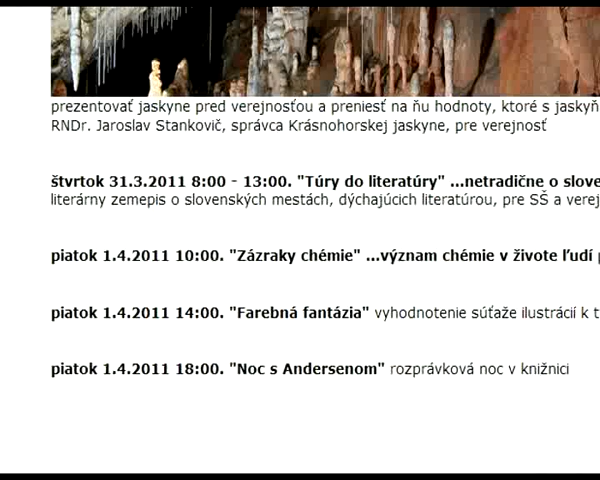 prezentovať jaskyne pred verejnosťou a preniesť na ňu hodnoty, ktoré s
RNDr. Jaroslav Stankovič, správca Krásnohorskej jaskyne, pre verejnosť
štvrtok 31.3.2011 8:00 - 13:00. "Túry do literatúry" ...netradične o
literárny zemepis o slovenských mestách, dýchajúcich literatúrou, pre SŠ a
piatok 1.4.2011 10:00. "Zázraky chémie" ...význam chémie v živote ľudí
piatok 1.4.2011 14:00. "Farebná fantázia" vyhodnotenie súťaže ilustrácií k
piatok 1.4.2011 18:00. "Noc s Andersenom" rozprávková noc v knižnici